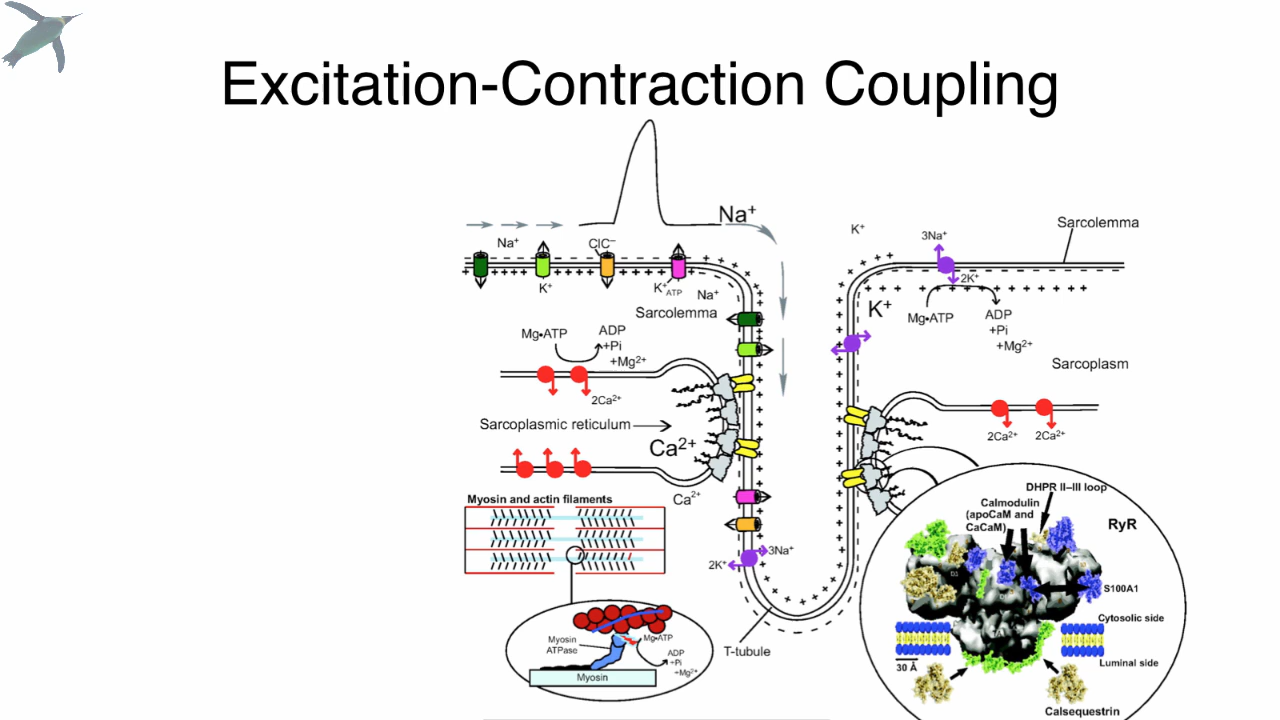 Excitation-Contraction Coupling
Na⁺
K⁺
3Na⁺
Sarcolemma
Na⁺
ClC⁻
2K⁺
K⁺
K⁺ATP
Na⁺
K⁺
Sarcolemma
Mg•ATP
ADP
+Pi
+Mg²⁺
Mg•ATP
ADP
+Pi
+Mg²⁺
Sarcoplasm
2Ca²⁺
Sarcoplasmic reticulum
Ca²⁺
2Ca²⁺
2Ca²⁺
Myosin and actin filaments
Ca²⁺
DHPR II–III loop
Calmodulin
(apoCaM and
CaCaM)
RyR
3Na⁺
2K⁺
S100A1
Cytosolic side
Luminal side
30 Å
Calsequestrin
T-tubule
Myosin
ATPase
Mg•ATP
ADP
+Pi
+Mg²⁺
Myosin